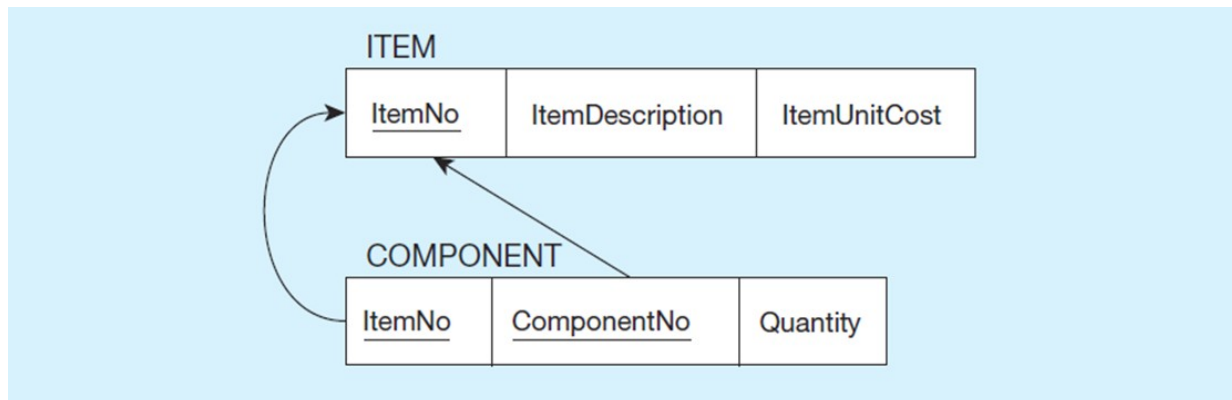 ITEM
ItemNo ItemDescription ItemUnitCost
COMPONENT
ItemNo ComponentNo Quantity